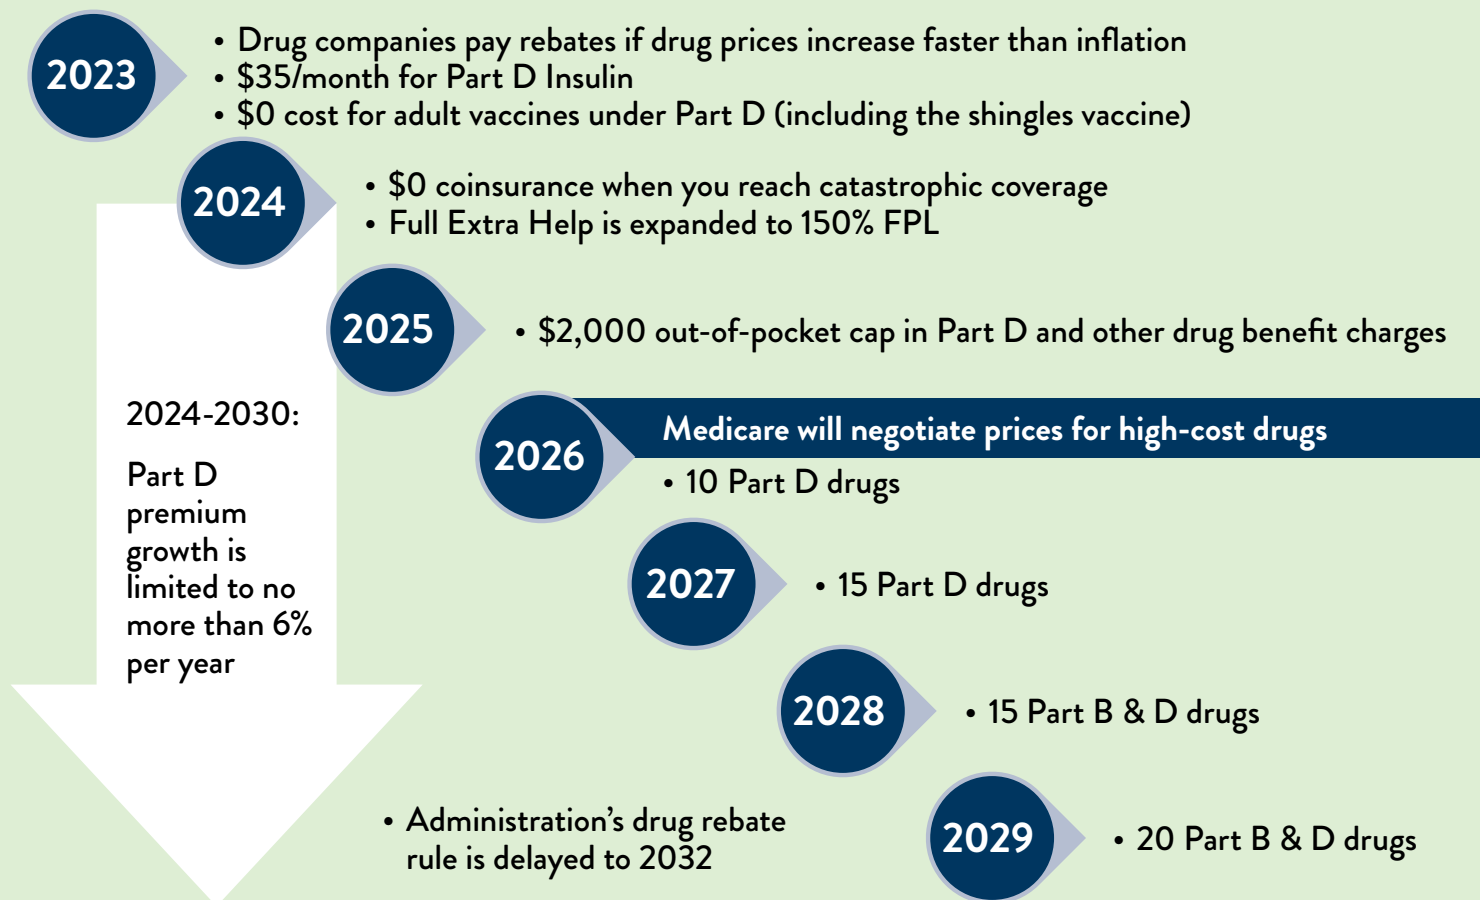 2023
• Drug companies pay rebates if drug prices increase faster than inflation
• $35/month for Part D Insulin
• $0 cost for adult vaccines under Part D (including the shingles vaccine)
2024
• $0 coinsurance when you reach catastrophic coverage
• Full Extra Help is expanded to 150% FPL
2025
• $2,000 out-of-pocket cap in Part D and other drug benefit charges
2024-2030:
Part D
premium
growth is
limited to no
more than 6%
per year
2026
Medicare will negotiate prices for high-cost drugs
• 10 Part D drugs
2027
• 15 Part D drugs
2028
• 15 Part B & D drugs
2029
• 20 Part B & D drugs
• Administration’s drug rebate
rule is delayed to 2032